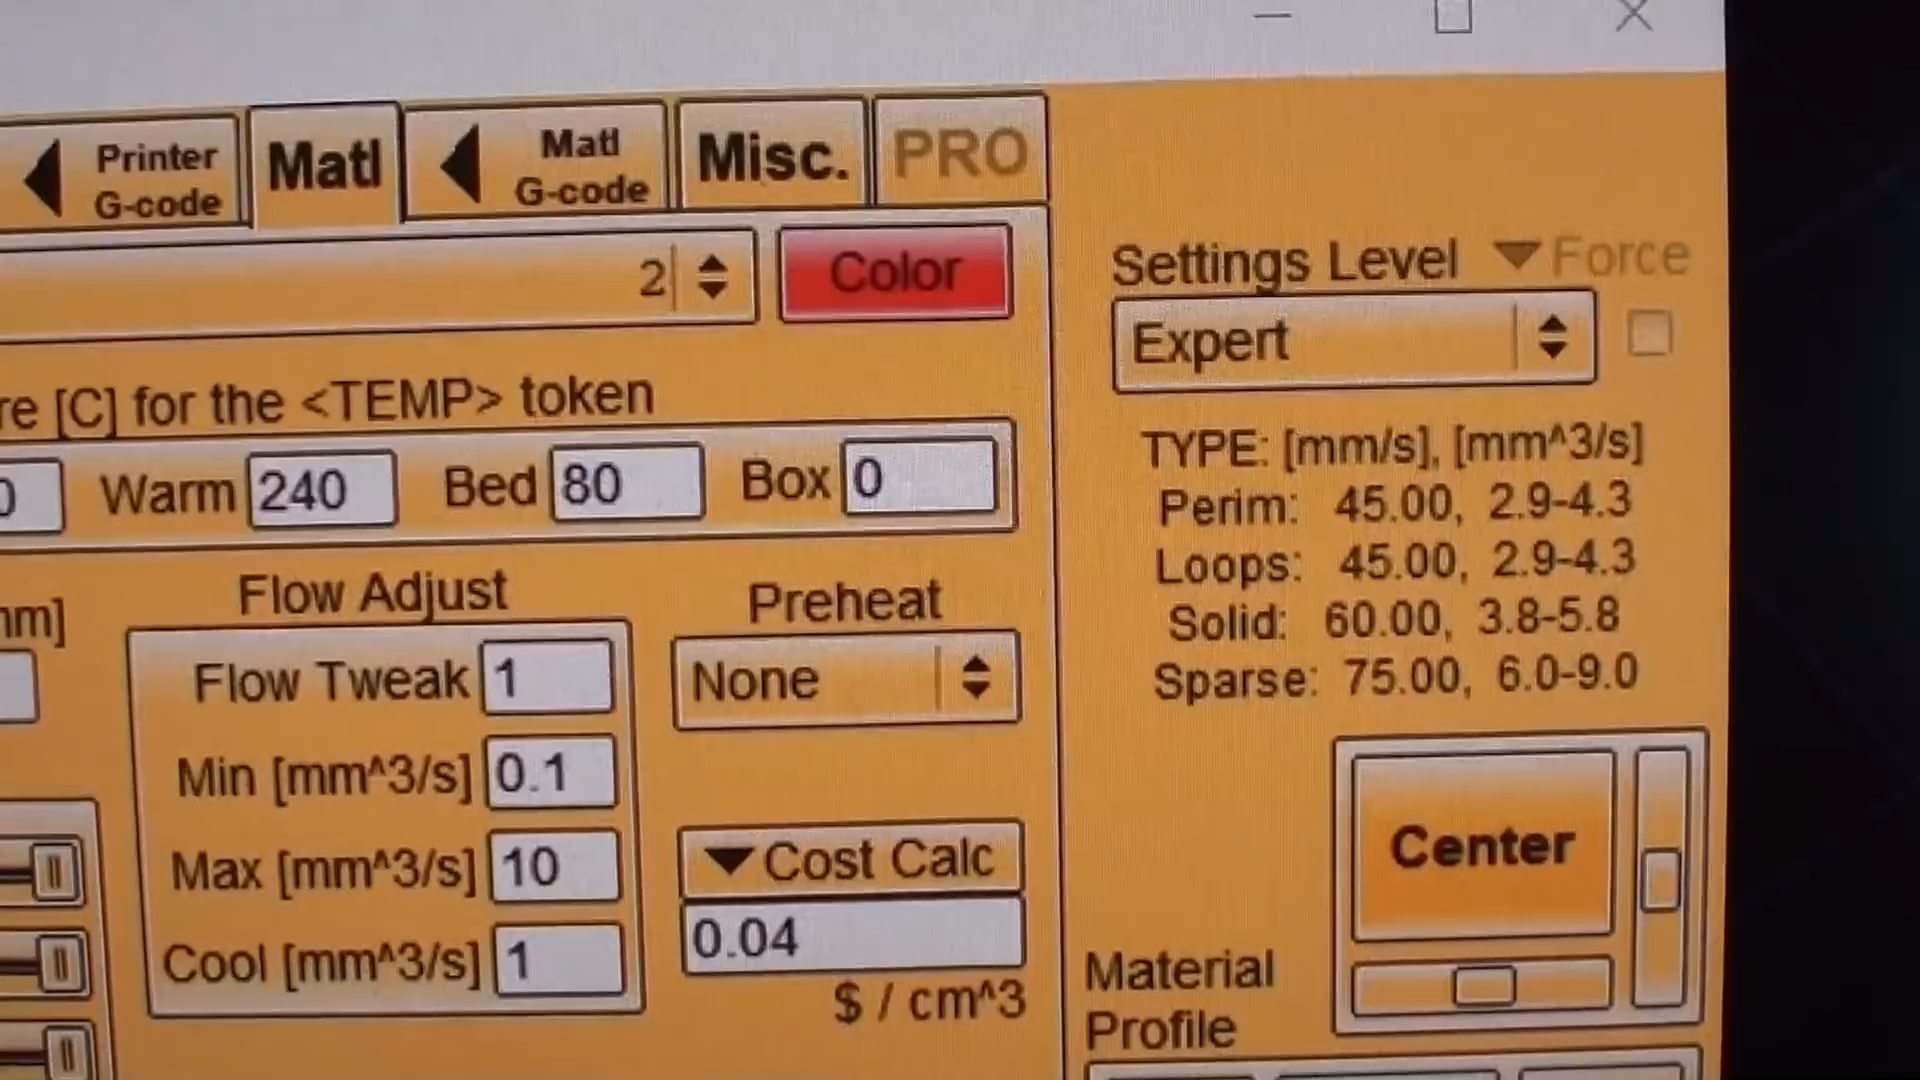 Printer
G-code
Matl
Matl
G-code
Misc.
PRO
2
Color
Settings Level
Force
Expert
re [C] for the <TEMP> token
0
Warm 240
Bed 80
Box 0
TYPE: [mm/s], [mm^3/s]
Perim: 45.00, 2.9-4.3
Loops: 45.00, 2.9-4.3
Solid: 60.00, 3.8-5.8
Sparse: 75.00, 6.0-9.0
mm]
Flow Adjust
Flow Tweak 1
Min [mm^3/s] 0.1
Max [mm^3/s] 10
Cool [mm^3/s] 1
Preheat
None
Cost Calc
0.04
$ / cm^3
Center
Material
Profile